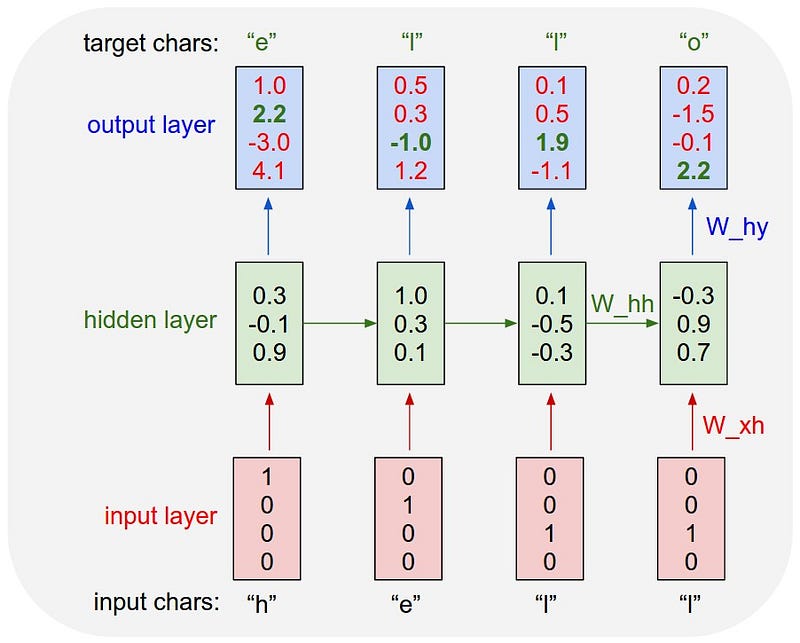 target chars: “e” “l” “l” “o”
output layer
1.0 0.5 0.1 0.2
2.2 0.3 0.5 -1.5
-3.0 -1.0 1.9 -0.1
4.1 1.2 -1.1 2.2
W_hy
hidden layer
0.3 1.0 0.1 -0.3
-0.1 0.3 -0.5 0.9
0.9 0.1 -0.3 0.7
W_hh
W_xh
input layer
1 0 0 0
0 1 0 0
0 0 1 1
0 0 0 0
input chars: “h” “e” “l” “l”